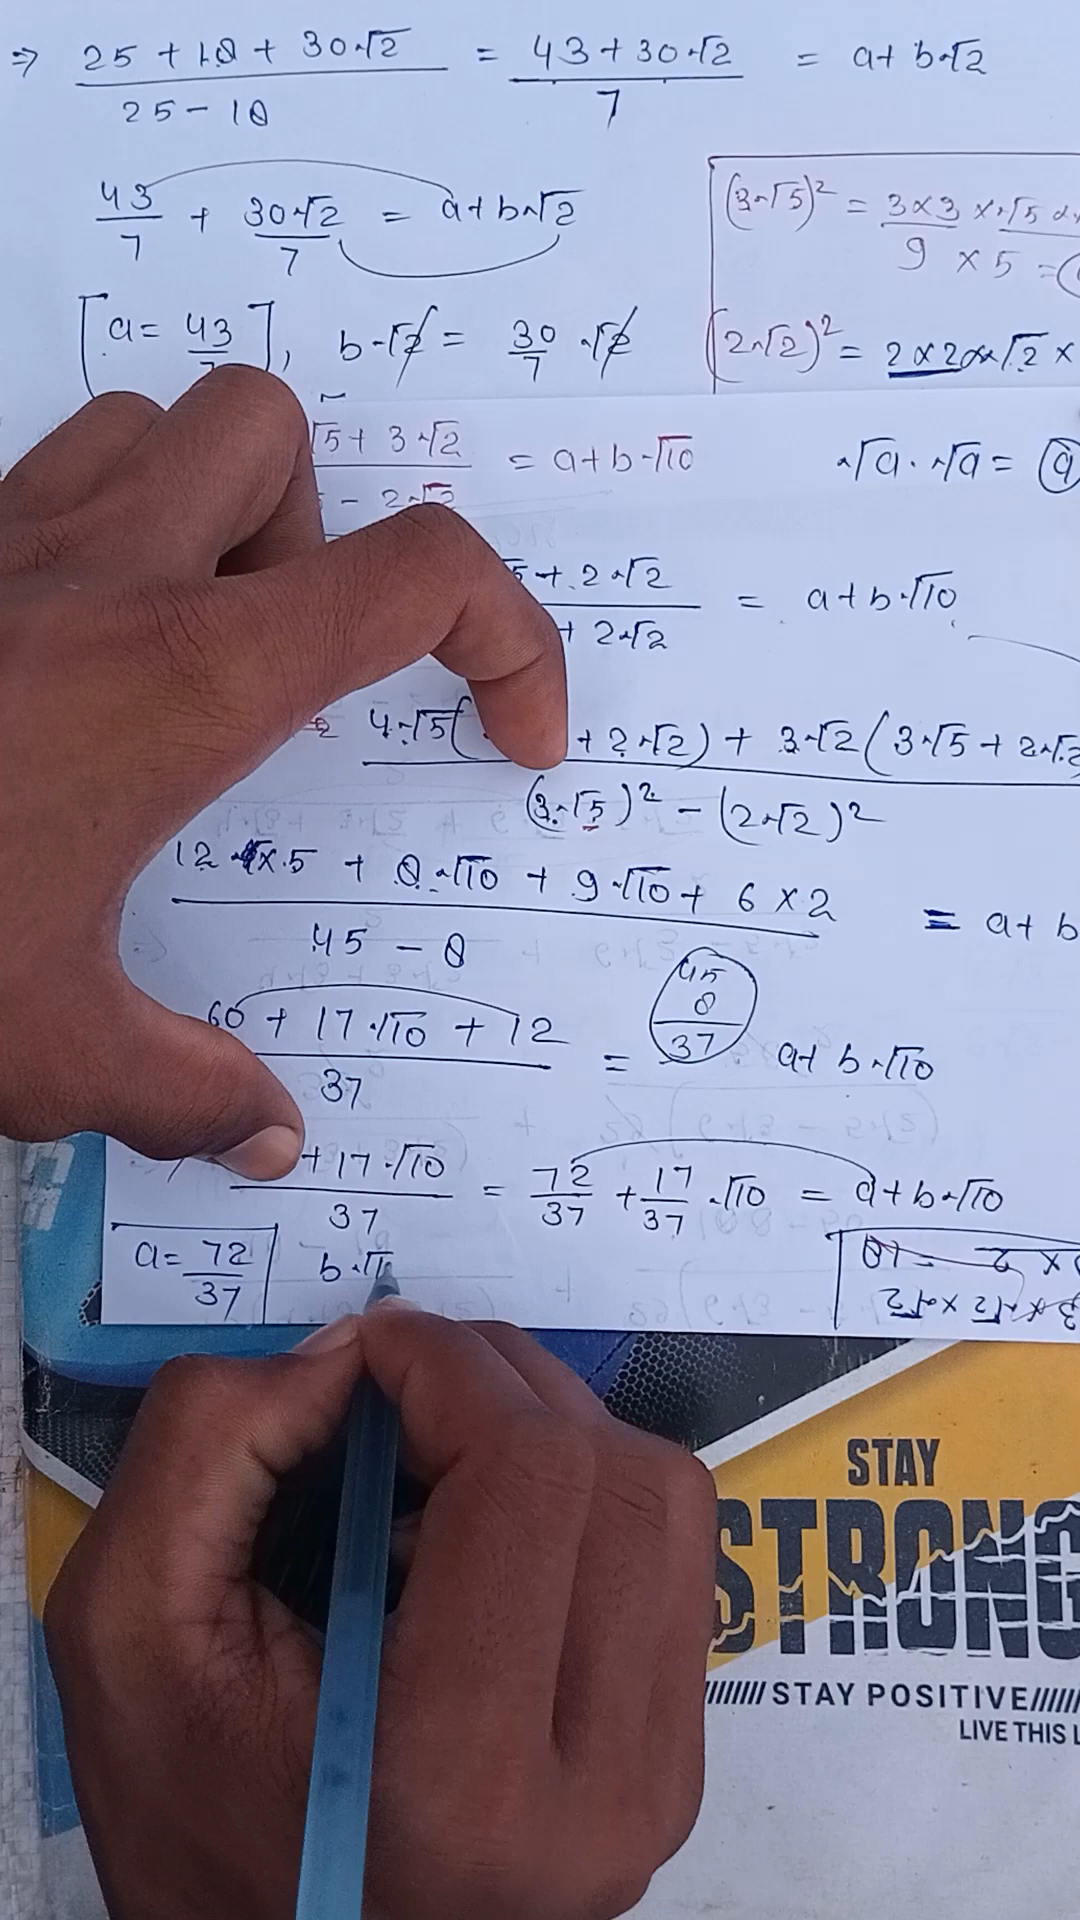 ⇒ (25 + 18 + 30√2)/(25 - 18) = (43 + 30√2)/7 = a + b√2
43/7 + 30√2/7 = a + b√2
(3√5)² = 3×3 × √5
9 × 5 =
[a = 43], b√2 = 30/7 √2
(2√2)² = 2×2 × √2 ×
√5 + 3√2 / - 2√2 = a + b√10
√a · √a = a
√5 + 2√2 / + 2√2 = a + b√10
4√5( + 2√2) + 3√2(3√5 + 2√2 / (3√5)² - (2√2)²
(12 × 5 + 8√10 + 9√10 + 6 × 2)/(45 - 8) = a + b
45
8
37
(60 + 17√10 + 12)/37 = a + b√10
+ 17√10 / 37 = 72/37 + 17/37 √10 = a + b√10
a = 72/37
b√1
STAY
STRONG
STAY POSITIVE
LIVE THIS L